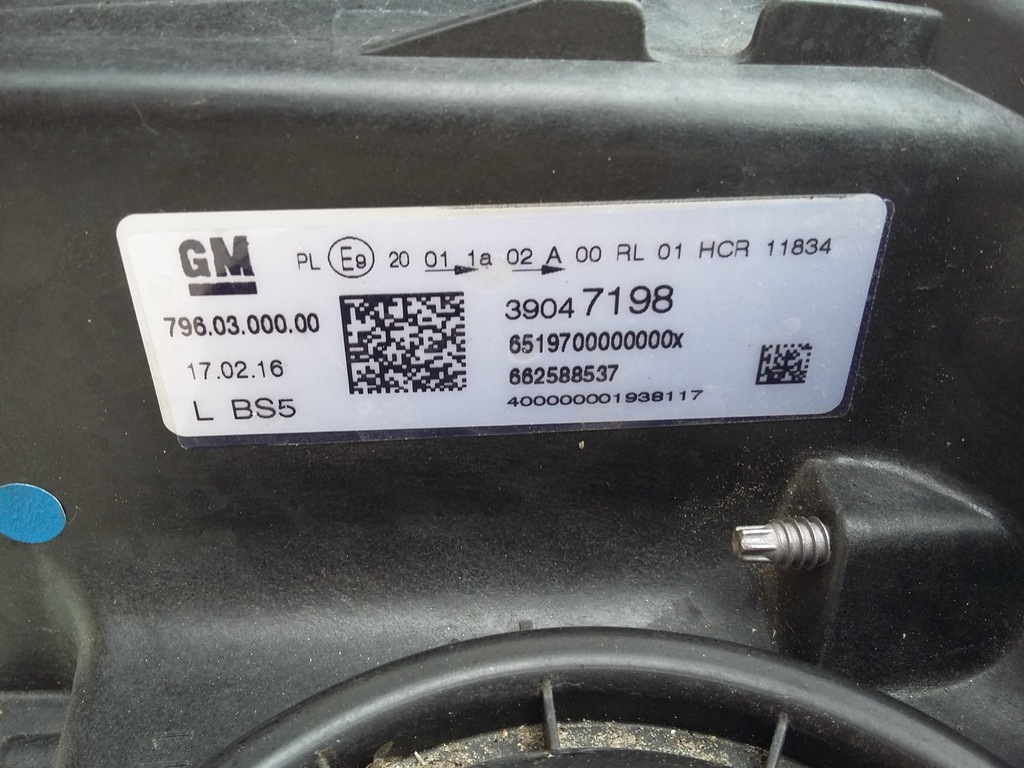 GM
PL E9 20 01 1a 02 A 00 RL 01 HCR 11834
796.03.000.00
39047198
6519700000000x
17.02.16
662588537
L BS5
400000001938117